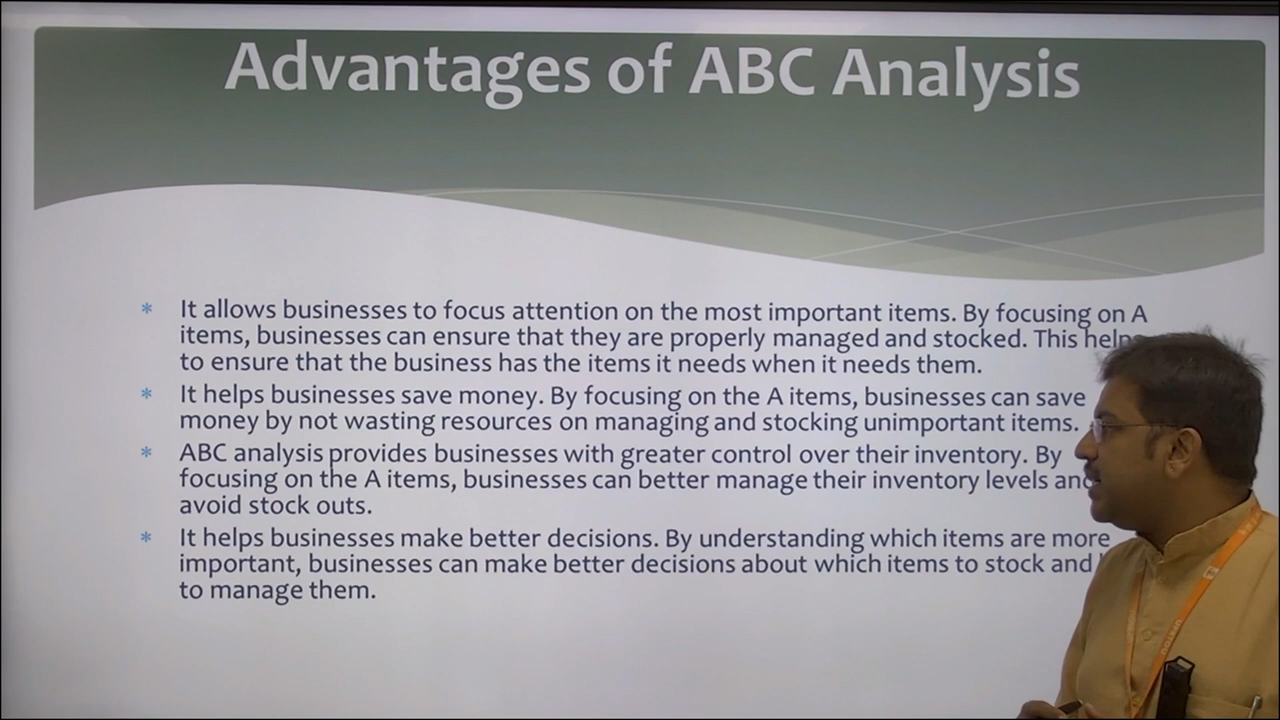 Advantages of ABC Analysis
* It allows businesses to focus attention on the most important items. By focusing on A
items, businesses can ensure that they are properly managed and stocked. This helps
to ensure that the business has the items it needs when it needs them.
* It helps businesses save money. By focusing on the A items, businesses can save
money by not wasting resources on managing and stocking unimportant items.
* ABC analysis provides businesses with greater control over their inventory. By
focusing on the A items, businesses can better manage their inventory levels and
avoid stock outs.
* It helps businesses make better decisions. By understanding which items are more
important, businesses can make better decisions about which items to stock and
to manage them.